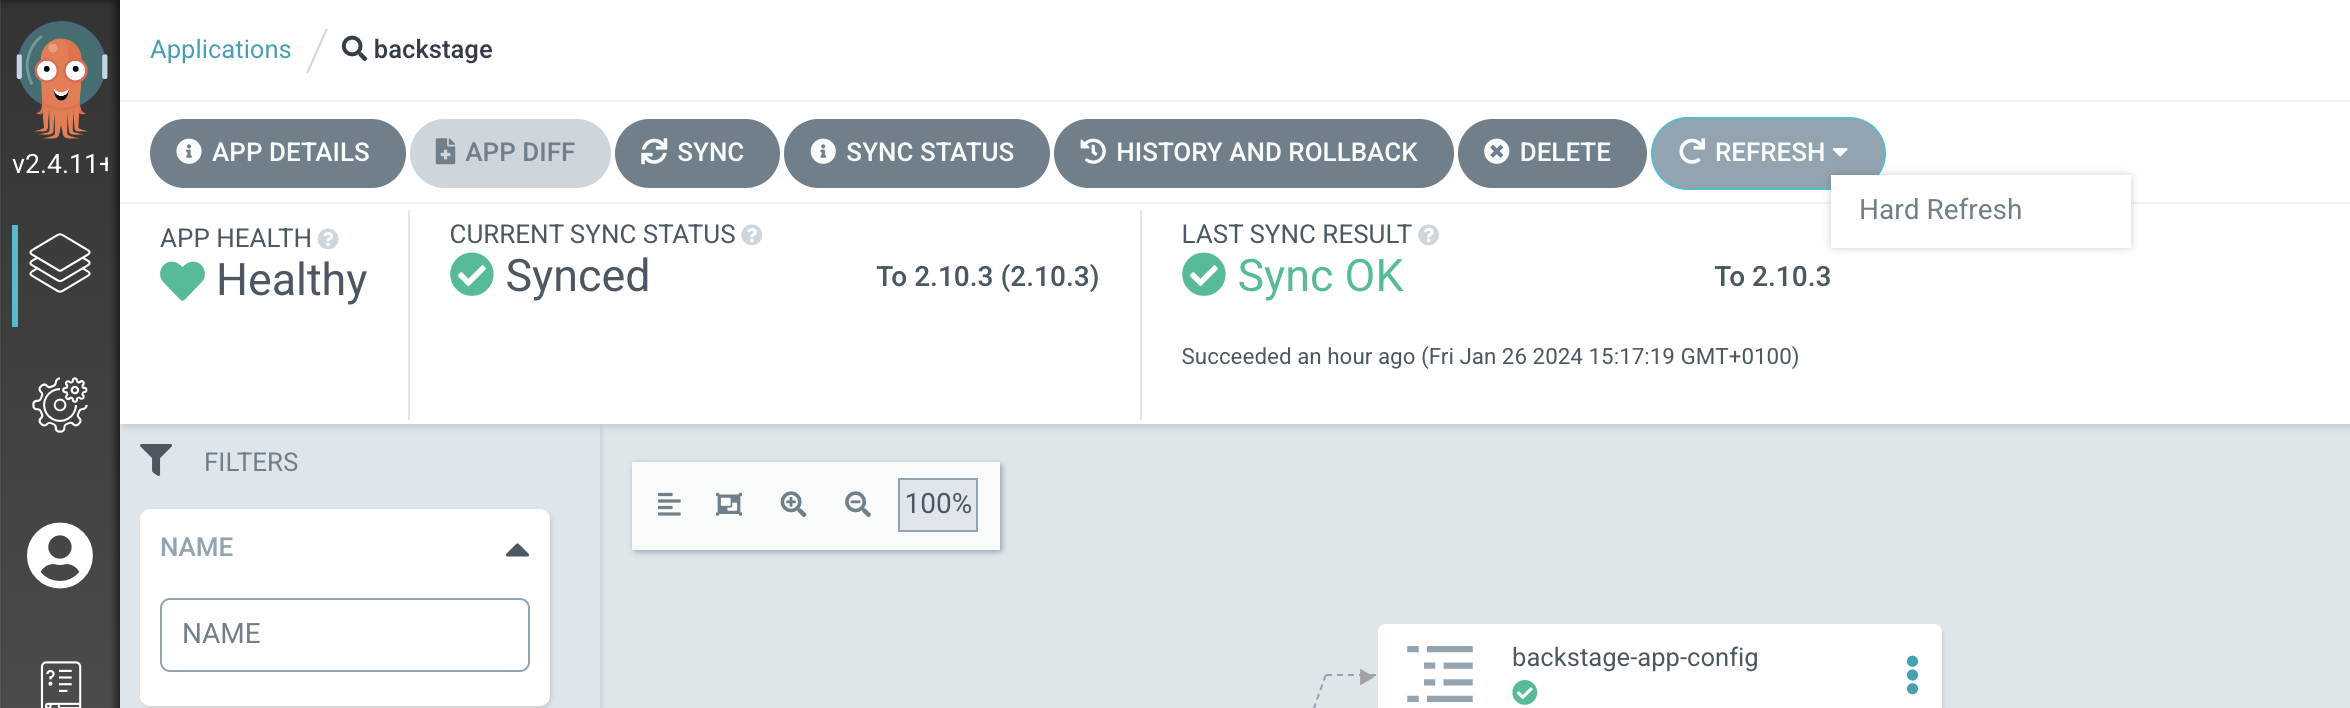 Applications / backstage
v2.4.11+
APP DETAILS
APP DIFF
SYNC
SYNC STATUS
HISTORY AND ROLLBACK
DELETE
REFRESH
Hard Refresh
APP HEALTH
Healthy
CURRENT SYNC STATUS
Synced
To 2.10.3 (2.10.3)
LAST SYNC RESULT
Sync OK
To 2.10.3
Succeeded an hour ago (Fri Jan 26 2024 15:17:19 GMT+0100)
FILTERS
NAME
NAME
100%
backstage-app-config